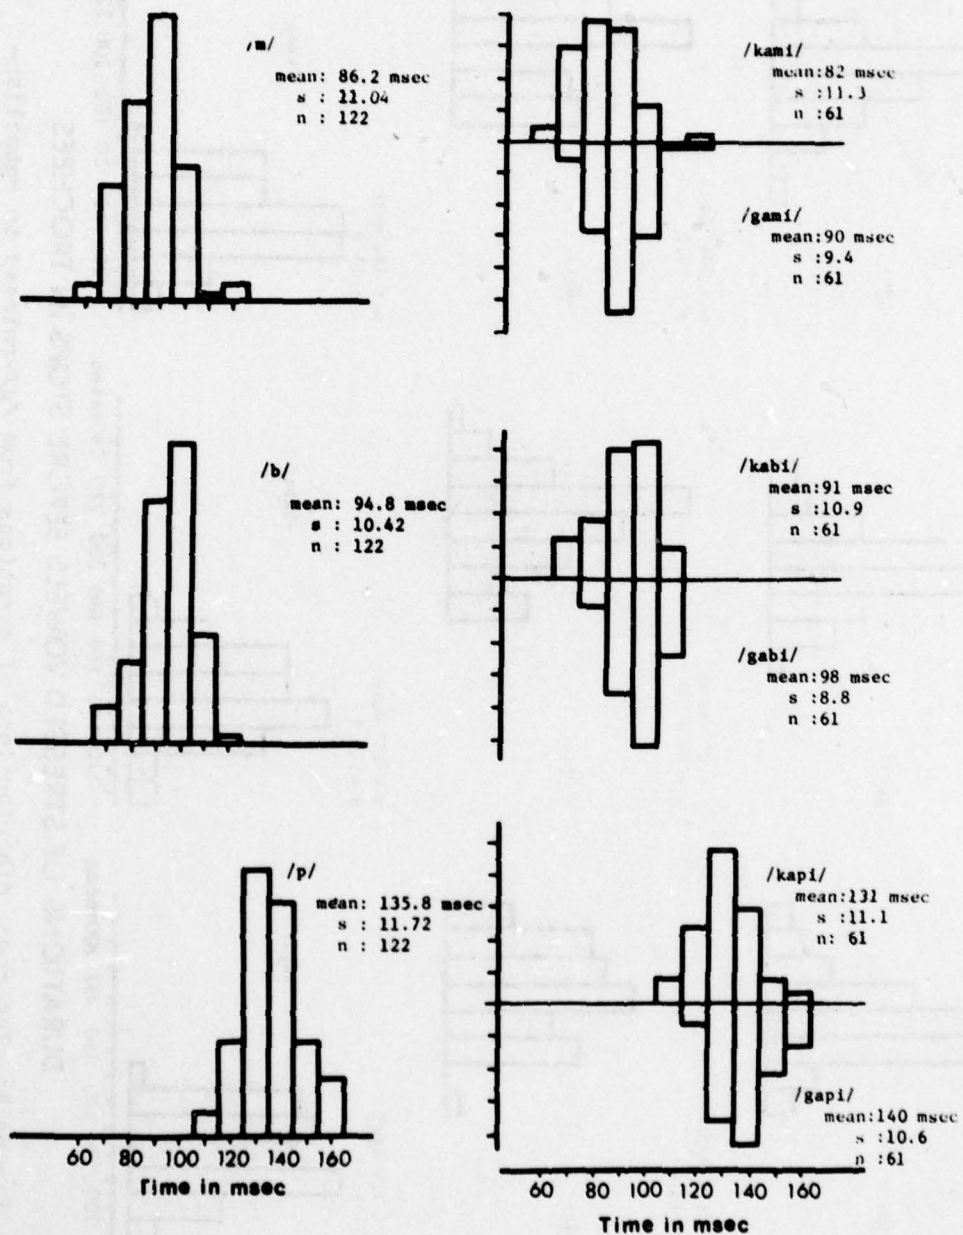 /m/
mean: 86.2 msec
s : 11.04
n : 122
/kami/
mean:82 msec
s :11.3
n :61
/gami/
mean:90 msec
s :9.4
n :61
/b/
mean: 94.8 msec
s : 10.42
n : 122
/kabi/
mean:91 msec
s :10.9
n :61
/gabi/
mean:98 msec
s :8.8
n :61
/p/
mean: 135.8 msec
s : 11.72
n : 122
/kapi/
mean:131 msec
s :11.1
n: 61
/gapi/
mean:140 msec
s :10.6
n :61
60 80 100 120 140 160
Time in msec
60 80 100 120 140 160
Time in msec